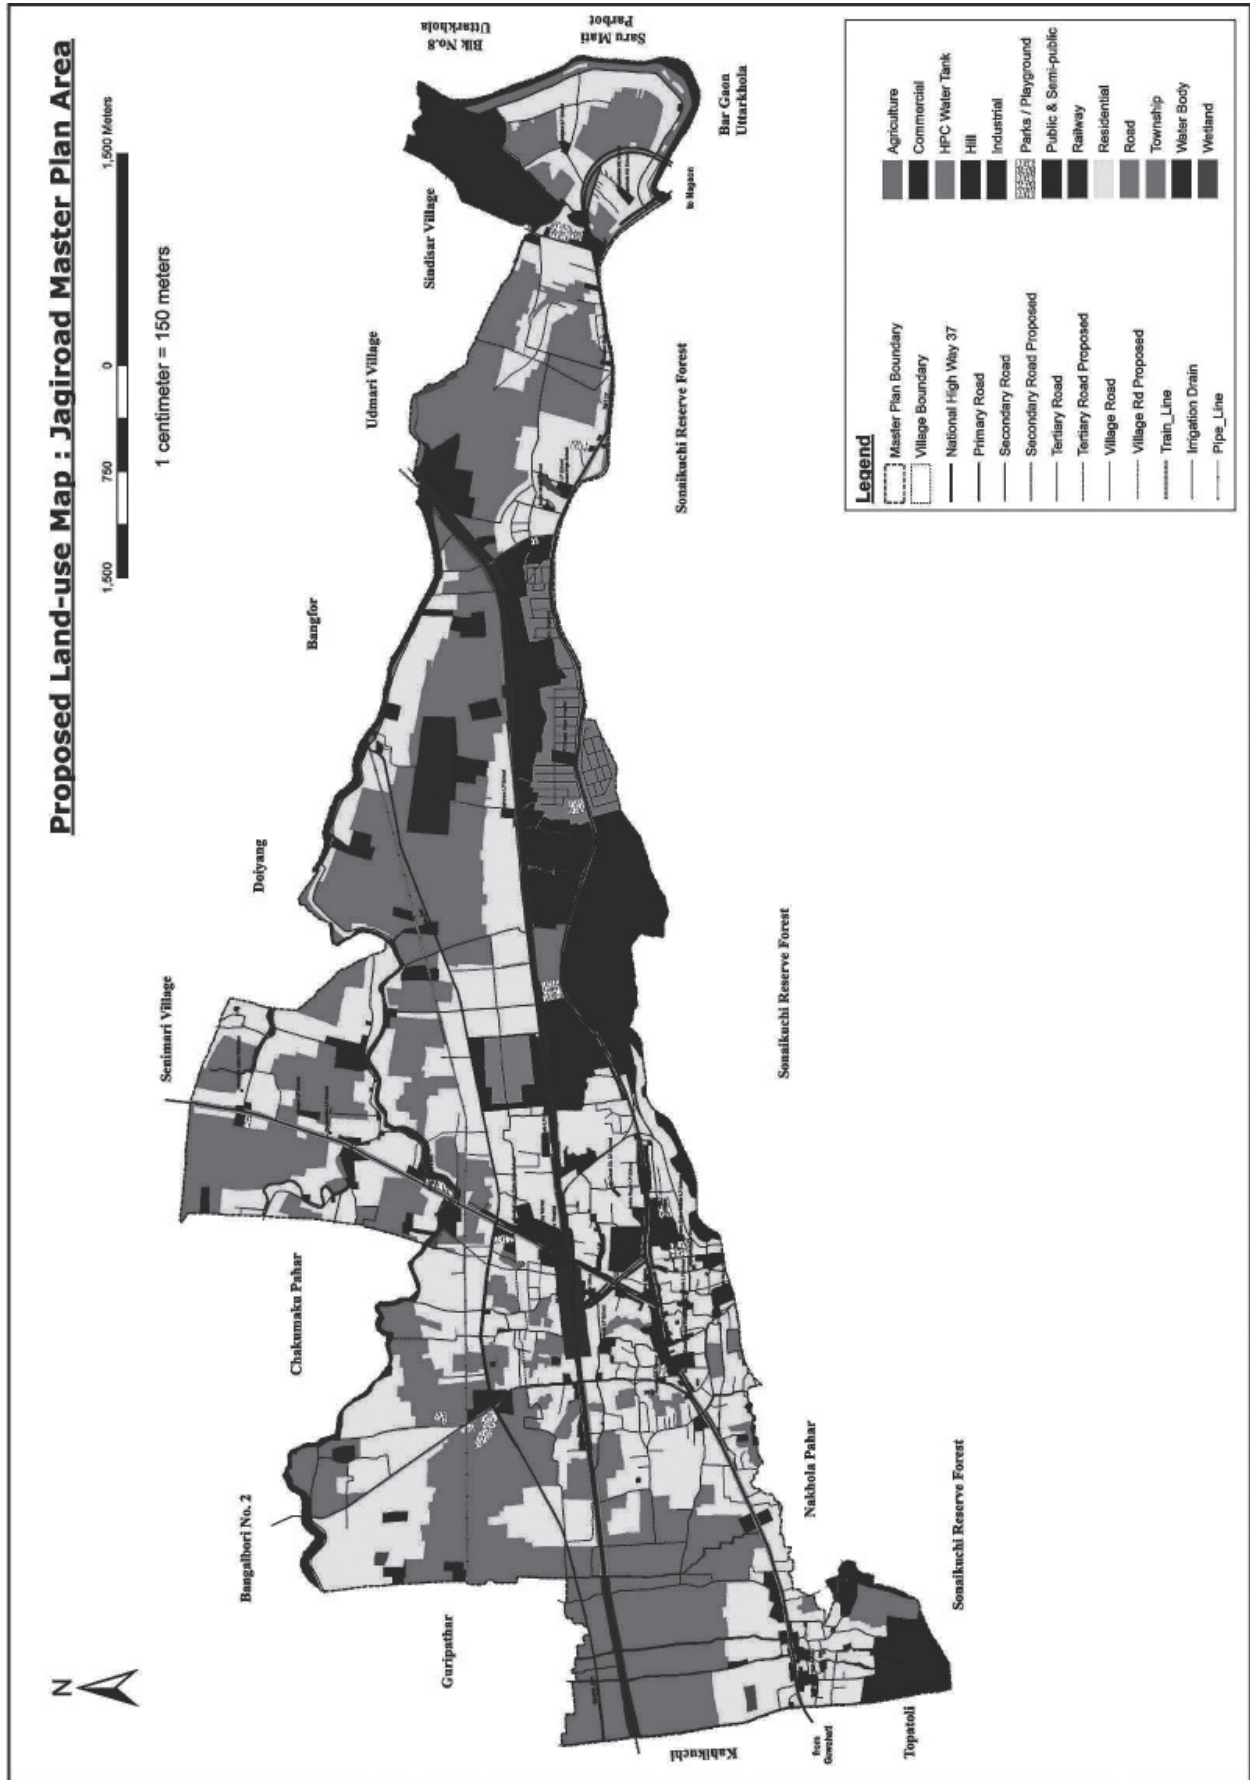 Proposed Land-use Map : Jagiroad Master Plan Area
1,500
750
0
1,500 Meters
1 centimeter = 150 meters
N
Blk No.8
Uttarkhola
Saru Mati
Parbot
Bar Gaon
Uttarkhola
to Nagaon
Sindisar Village
Udmari Village
Sonaikuchi Reserve Forest
Bangfor
Doiyang
Senimari Village
Sonaikuchi Reserve Forest
Chakumaku Pahar
Bangalbori No. 2
Nakhola Pahar
Guripathar
Sonaikuchi Reserve Forest
Kahikuchi
from
Guwahati
Topatoli
Legend
Master Plan Boundary
Village Boundary
National High Way 37
Primary Road
Secondary Road
Secondary Road Proposed
Tertiary Road
Tertiary Road Proposed
Village Road
Village Rd Proposed
Train_Line
Irrigation Drain
Pipe_Line
Agriculture
Commercial
HPC Water Tank
Hill
Industrial
Parks / Playground
Public & Semi-public
Railway
Residential
Road
Township
Water Body
Wetland